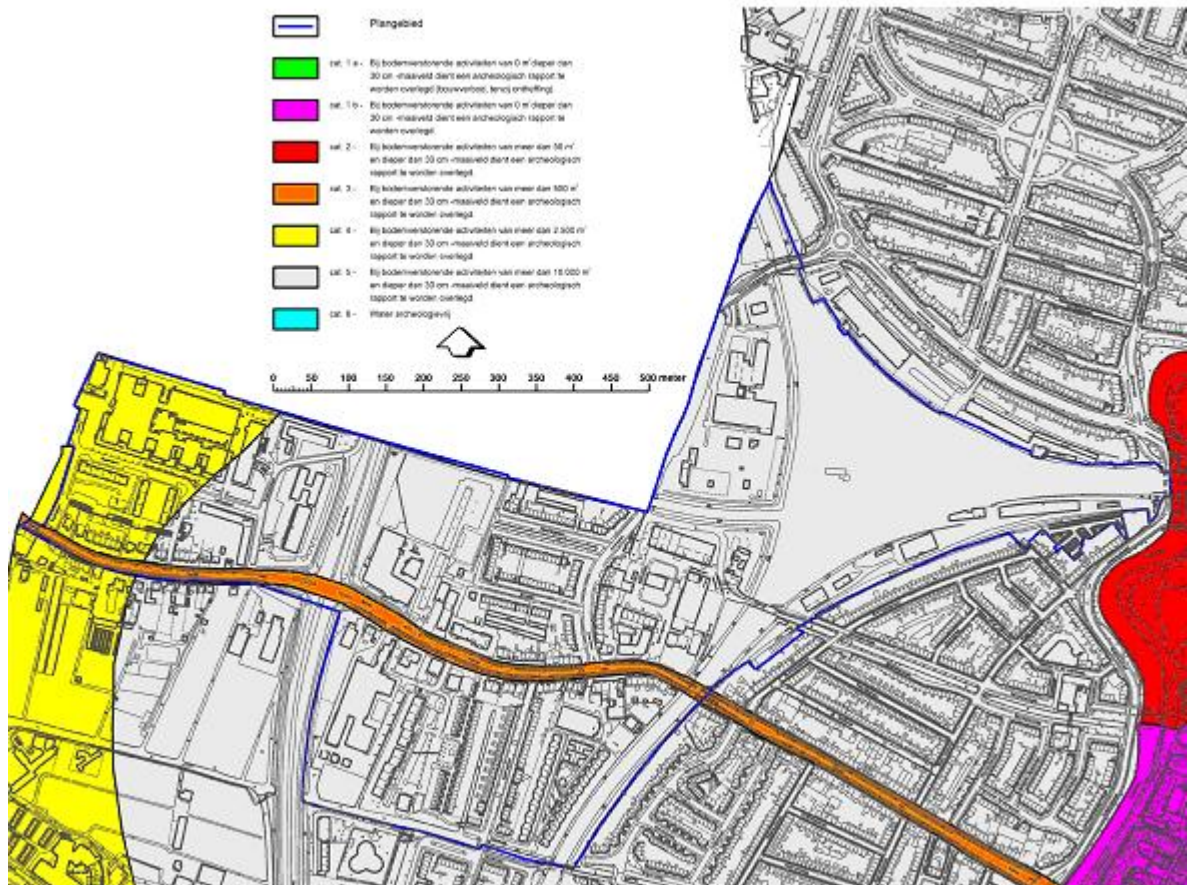 Plangebied
cat. 1 a - Bij bodemverstorende activiteiten van 0 m² dieper dan
30 cm -maaiveld dient een archeologisch rapport te
worden overlegd (bouwverbod, tenzij ontheffing)
cat. 1 b - Bij bodemverstorende activiteiten van 0 m² dieper dan
30 cm -maaiveld dient een archeologisch rapport te
worden overlegd.
cat. 2 - Bij bodemverstorende activiteiten van meer dan 50 m²
en dieper dan 30 cm -maaiveld dient een archeologisch
rapport te worden overlegd
cat. 3 - Bij bodemverstorende activiteiten van meer dan 500 m²
en dieper dan 30 cm -maaiveld dient een archeologisch
rapport te worden overlegd
cat. 4 - Bij bodemverstorende activiteiten van meer dan 2.500 m²
en dieper dan 30 cm -maaiveld dient een archeologisch
rapport te worden overlegd
cat. 5 - Bij bodemverstorende activiteiten van meer dan 10.000 m²
en dieper dan 30 cm -maaiveld dient een archeologisch
rapport te worden overlegd
cat. 6 - Water archeologievrij
0 50 100 150 200 250 300 350 400 450 500 meter